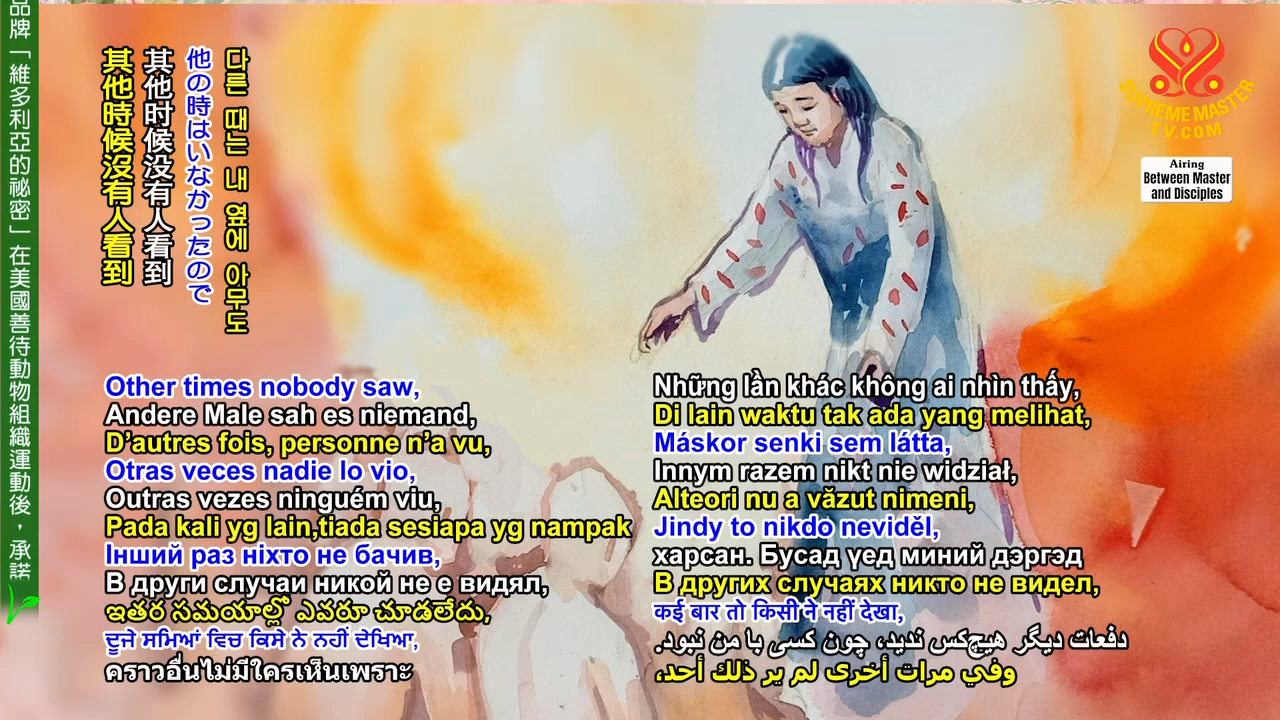 品牌「維多利亞的祕密」在美國善待動物組織運動後，承諾
其他時候沒有人看到
其他时候没有人看到
他の時はいなかったので
다른 때는 내 옆에 아무도
SUPREME MASTER
TV.COM
Airing
Between Master
and Disciples
Other times nobody saw,
Andere Male sah es niemand,
D’autres fois, personne n’a vu,
Otras veces nadie lo vio,
Outras vezes ninguém viu,
Pada kali yg lain,tiada sesiapa yg nampak
Інший раз ніхто не бачив,
В други случаи никой не е видял,
ఇతర సమయాల్లో ఎవరూ చూడలేదు,
ਦੂਜੇ ਸਮਿਆਂ ਵਿਚ ਕਿਸੇ ਨੇ ਨਹੀਂ ਦੇਖਿਆ,
คราวอื่นไม่มีใครเห็นเพราะ
Những lần khác không ai nhìn thấy,
Di lain waktu tak ada yang melihat,
Máskor senki sem látta,
Innym razem nikt nie widział,
Alteori nu a văzut nimeni,
Jindy to nikdo neviděl,
харсан. Бусад үед миний дэргэд
В других случаях никто не видел,
कई बार तो किसी ने नहीं देखा,
دفعات دیگر هیچ‌کس ندید، چون کسی با من نبود.
وفي مرات أخرى لم ير ذلك أحد،